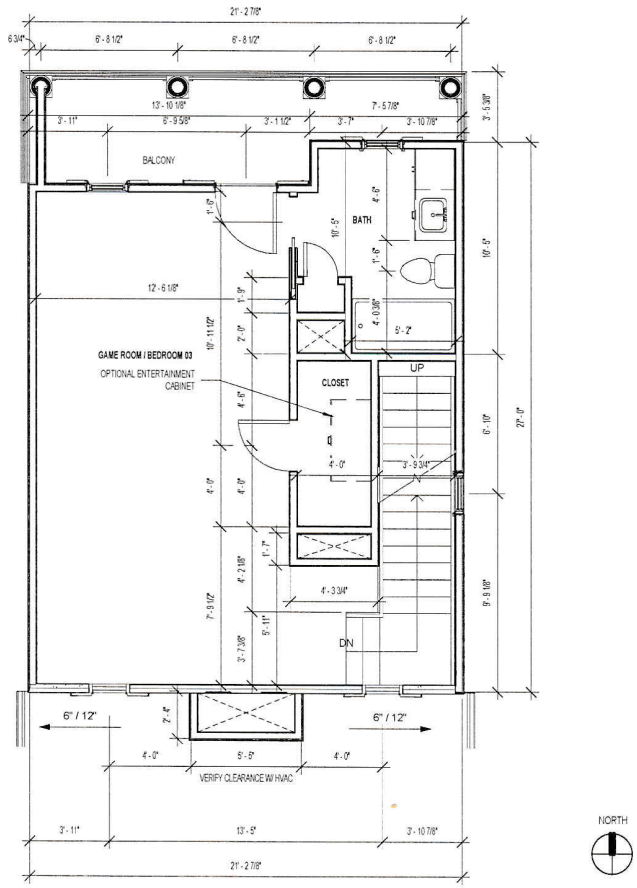 21' - 2 7/8"
6 3/4" 6' - 8 1/2" 6' - 8 1/2" 6' - 8 1/2"
13' - 10 1/8" 7' - 5 7/8"
3' - 5 3/8"
3' - 11" 6' - 9 5/8" 3' - 1 1/2" 3' - 7" 3' - 10 7/8"
BALCONY
1' - 6"
BATH
4' - 6"
10' - 5"
1' - 6"
10' - 5"
12' - 6 1/8"
1' - 9"
4' - 0 3/8"
10' - 11 1/2"
2' - 0"
5' - 2"
GAME ROOM / BEDROOM 03
OPTIONAL ENTERTAINMENT
CABINET
CLOSET
UP
4' - 6"
6' - 10"
27' - 0"
4' - 0" 3' - 9 3/4"
4' - 0"
4' - 0"
1' - 7"
4' - 2 1/8"
7' - 9 1/2"
4' - 3 3/4"
9' - 9 1/8"
5' - 11"
3' - 7 3/8"
DN
6" / 12" 2' - 4" 6" / 12"
4' - 0" 5' - 5" 4' - 0"
VERIFY CLEARANCE W/ HVAC
3' - 11" 13' - 5" 3' - 10 7/8"
21' - 2 7/8"
NORTH